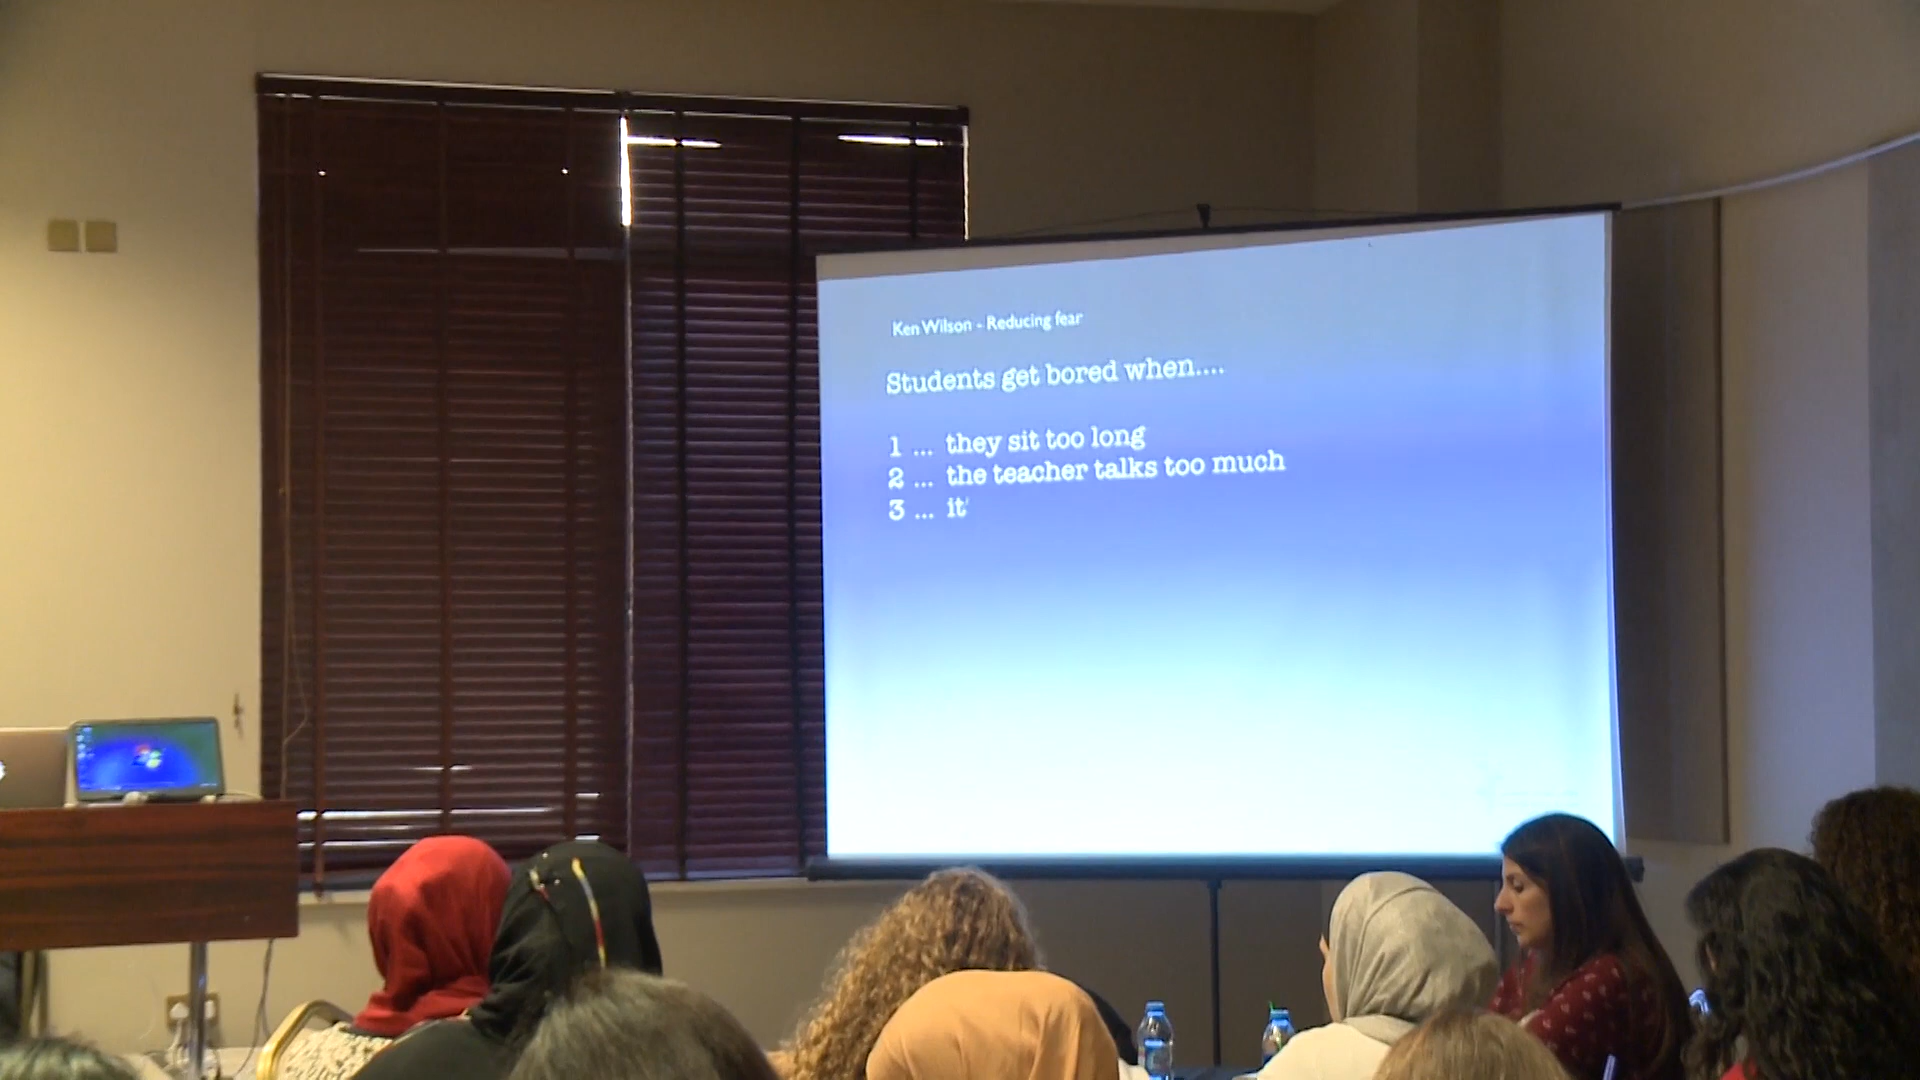 Ken Wilson - Reducing fear
Students get bored when....
1 ... they sit too long
2 ... the teacher talks too much
3 ... it'